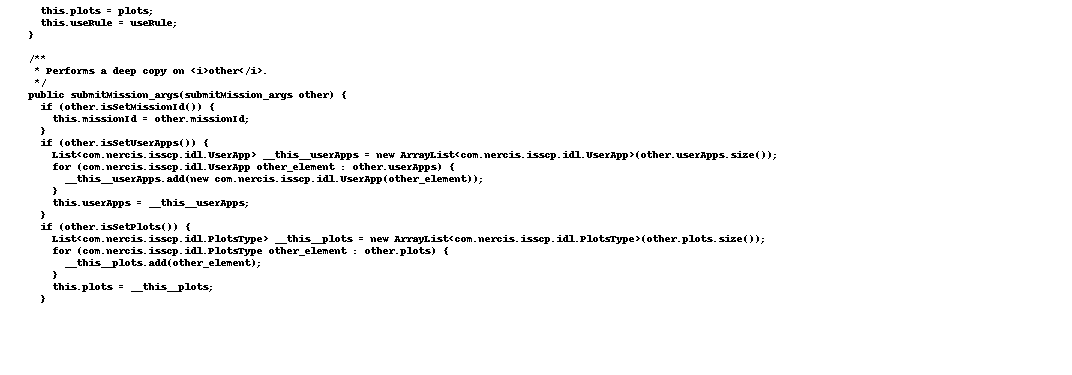 this.plots = plots;
this.useRule = useRule;
}
/**
* Performs a deep copy on <i>other</i>.
*/
public submitMission_args(submitMission_args other) {
if (other.isSetMissionId()) {
this.missionId = other.missionId;
}
if (other.isSetUserApps()) {
List<com.nercis.isscp.idl.UserApp> __this__userApps = new ArrayList<com.nercis.isscp.idl.UserApp>(other.userApps.size());
for (com.nercis.isscp.idl.UserApp other_element : other.userApps) {
__this__userApps.add(new com.nercis.isscp.idl.UserApp(other_element));
}
this.userApps = __this__userApps;
}
if (other.isSetPlots()) {
List<com.nercis.isscp.idl.PlotsType> __this__plots = new ArrayList<com.nercis.isscp.idl.PlotsType>(other.plots.size());
for (com.nercis.isscp.idl.PlotsType other_element : other.plots) {
__this__plots.add(other_element);
}
this.plots = __this__plots;
}